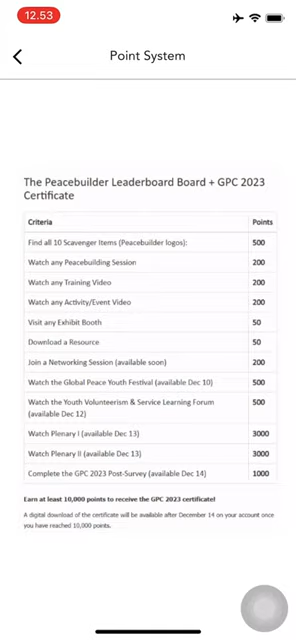 12.53
Point System
The Peacebuilder Leaderboard Board + GPC 2023
Certificate
Criteria Points
Find all 10 Scavenger Items (Peacebuilder logos): 500
Watch any Peacebuilding Session 200
Watch any Training Video 200
Watch any Activity/Event Video 200
Visit any Exhibit Booth 50
Download a Resource 50
Join a Networking Session (available soon) 200
Watch the Global Peace Youth Festival (available Dec 10) 500
Watch the Youth Volunteerism & Service Learning Forum 500
(available Dec 12)
Watch Plenary I (available Dec 13) 3000
Watch Plenary II (available Dec 13) 3000
Complete the GPC 2023 Post-Survey (available Dec 14) 1000
Earn at least 10,000 points to receive the GPC 2023 certificate!
A digital download of the certificate will be available after December 14 on your account once
you have reached 10,000 points.